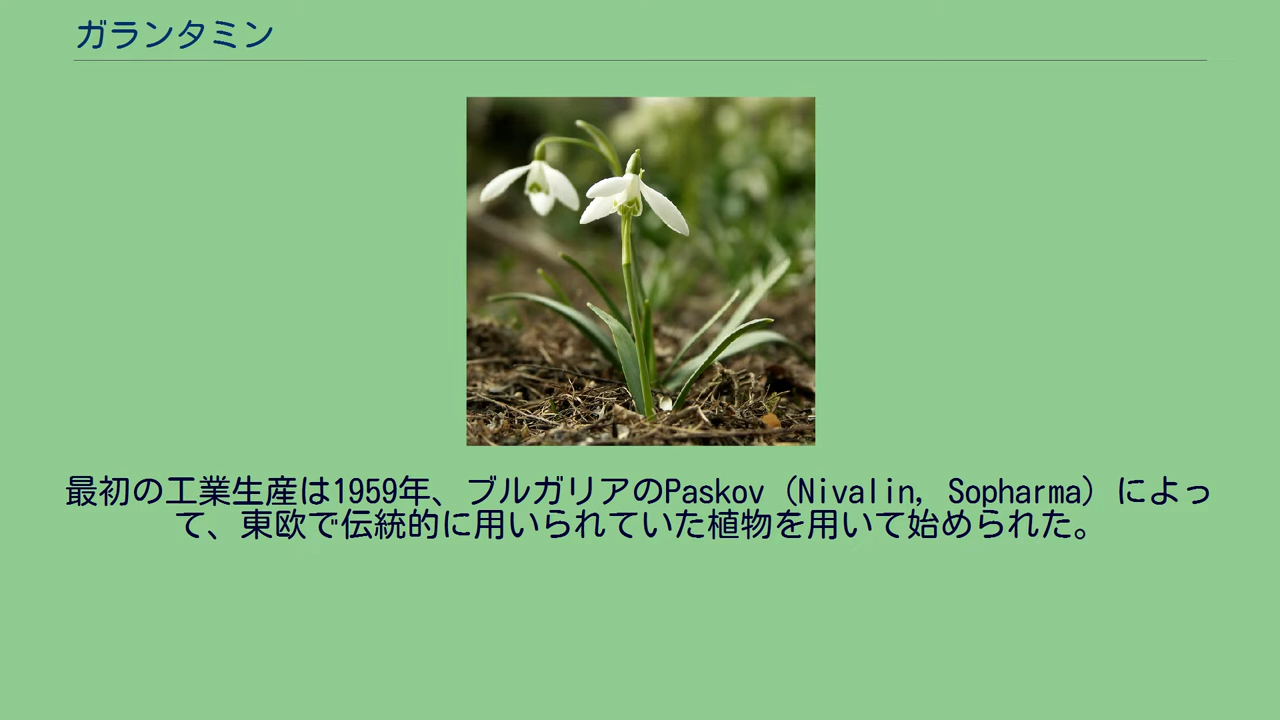 ガランタミン
最初の工業生産は1959年、ブルガリアのPaskov (Nivalin, Sopharma) によっ
て、東欧で伝統的に用いられていた植物を用いて始められた。